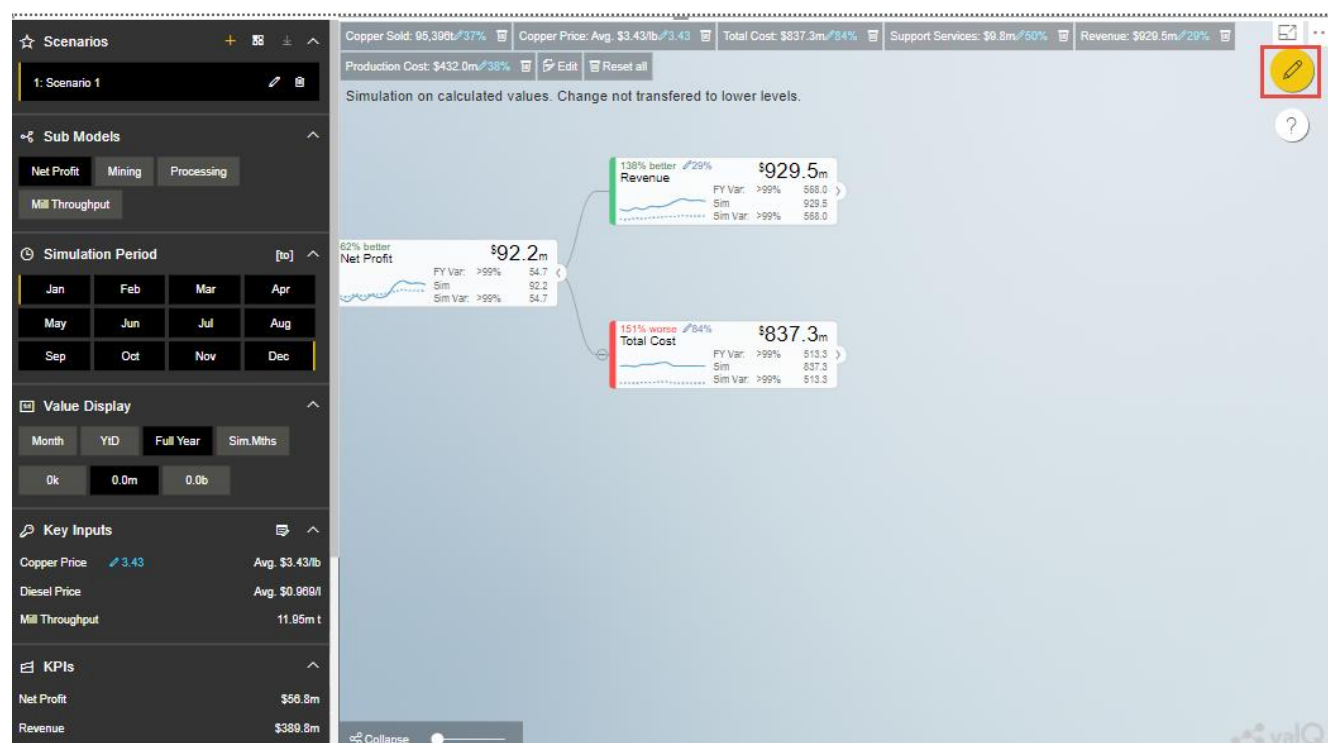 Scenarios
1: Scenario 1
Sub Models
Net Profit Mining Processing
Mill Throughput
Simulation Period [to]
Jan Feb Mar Apr
May Jun Jul Aug
Sep Oct Nov Dec
Value Display
Month YtD Full Year Sim.Mths
0k 0.0m 0.0b
Key Inputs
Copper Price 3.43 Avg. $3.43/lb
Diesel Price Avg. $0.969/l
Mill Throughput 11.95m t
KPIs
Net Profit $56.8m
Revenue $389.8m
Copper Sold: 95,396t 37% Copper Price: Avg. $3.43/lb 3.43 Total Cost: $837.3m 84% Support Services: $9.8m 50% Revenue: $929.5m 29%
Production Cost: $432.0m 38% Edit Reset all
Simulation on calculated values. Change not transfered to lower levels.
?
138% better 29%
Revenue $929.5m
FY Var: >99% 568.0
Sim 929.5
Sim Var: >99% 568.0
62% better
Net Profit $92.2m
FY Var: >99% 54.7
Sim 92.2
Sim Var: >99% 54.7
151% worse 84%
Total Cost $837.3m
FY Var: >99% 513.3
Sim 837.3
Sim Var: >99% 513.3
Collapse
valQ